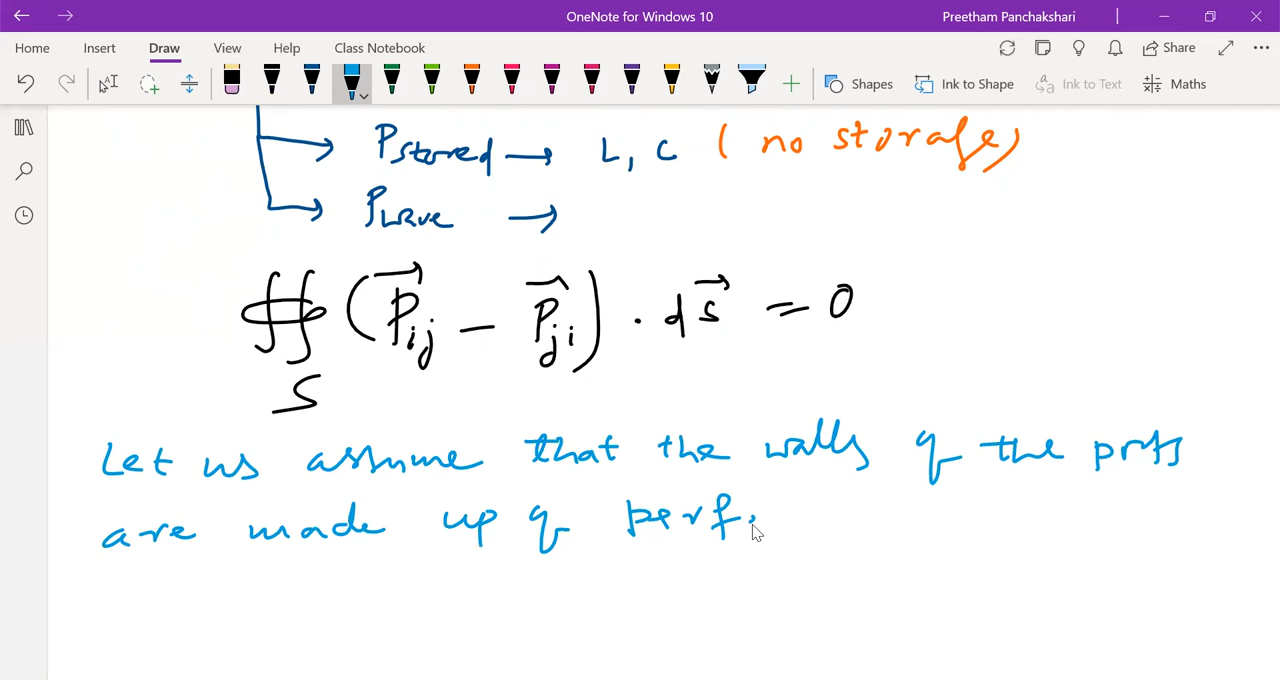 OneNote for Windows 10
Preetham Panchakshari
Home Insert Draw View Help Class Notebook Share
Shapes Ink to Shape Ink to Text Maths
Pstored → L, C ( no storage)
PLeave →
∯S (P⃗ij − P⃗ji) · ds⃗ = 0
Let us assume that the walls of the ports
are made up of perf.